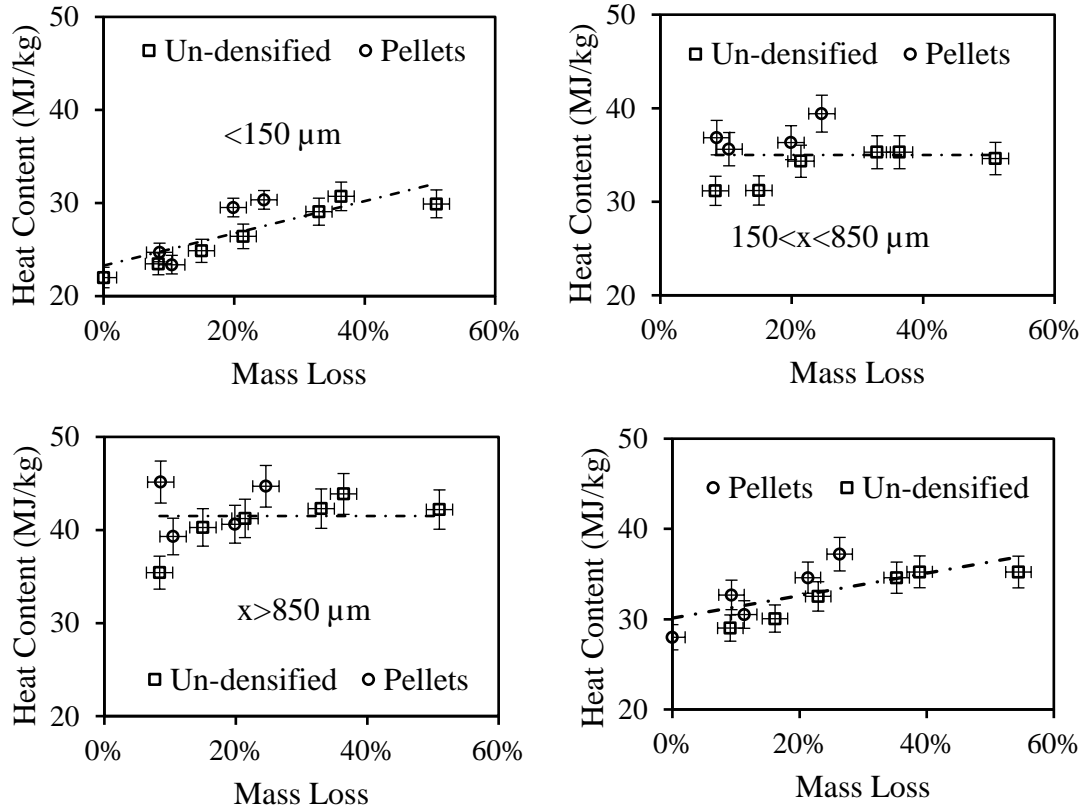 50
40
30
20
Heat Content (MJ/kg)
Un-densified Pellets
<150 µm
0% 20% 40% 60%
Mass Loss
50
40
30
20
Heat Content (MJ/kg)
Un-densified Pellets
150<x<850 µm
0% 20% 40% 60%
Mass Loss
50
40
30
20
Heat Content (MJ/kg)
x>850 µm
Un-densified Pellets
0% 20% 40% 60%
Mass Loss
50
40
30
20
Heat Content (MJ/kg)
Pellets Un-densified
0% 20% 40% 60%
Mass Loss